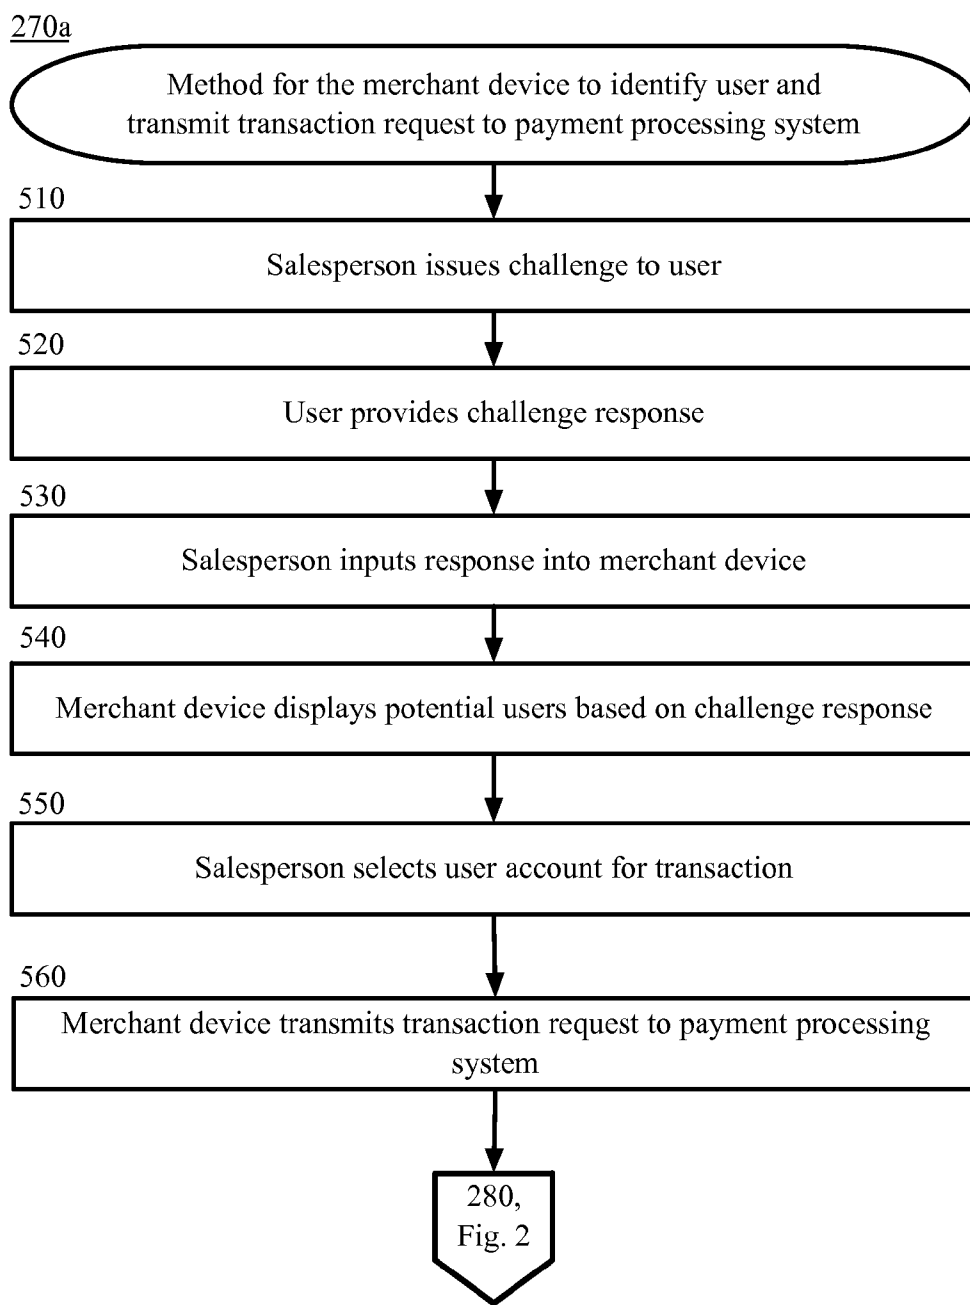 270a
Method for the merchant device to identify user and
transmit transaction request to payment processing system
510
Salesperson issues challenge to user
520
User provides challenge response
530
Salesperson inputs response into merchant device
540
Merchant device displays potential users based on challenge response
550
Salesperson selects user account for transaction
560
Merchant device transmits transaction request to payment processing
system
280,
Fig. 2